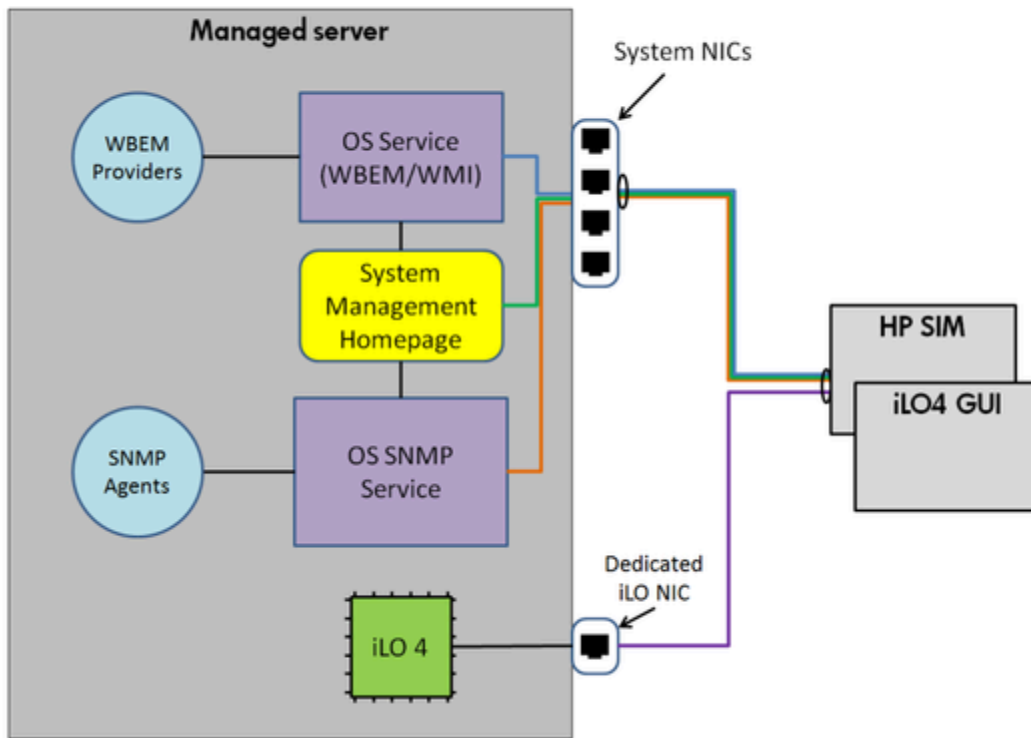 Managed server
System NICs
WBEM
Providers
OS Service
(WBEM/WMI)
System
Management
Homepage
HP SIM
iLO4 GUI
SNMP
Agents
OS SNMP
Service
Dedicated
iLO NIC
iLO 4